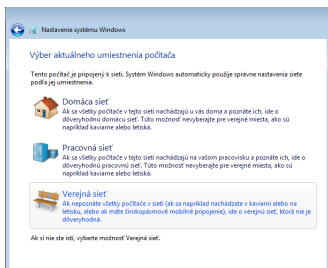 Nastavenie systému Windows
Výber aktuálneho umiestnenia počítača
Tento počítač je pripojený k sieti. Systém Windows automaticky použije správne nastavenia siete
podľa jej umiestnenia.
Domáca sieť
Ak sa všetky počítače v tejto sieti nachádzajú u vás doma a poznáte ich, ide o
dôveryhodnú domácu sieť. Túto možnosť nevyberajte pre verejné miesta, ako sú
napríklad kaviarne alebo letiská.
Pracovná sieť
Ak sa všetky počítače v tejto sieti nachádzajú na vašom pracovisku a poznáte ich, ide o
dôveryhodnú pracovnú sieť. Túto možnosť nevyberajte pre verejné miesta, ako sú
napríklad kaviarne alebo letiská.
Verejná sieť
Ak nepoznáte všetky počítače v sieti (ak sa napríklad nachádzate v kaviarni alebo na
letisku, alebo ak máte širokopásmové mobilné pripojenie), ide o verejnú sieť, ktorá nie je
dôveryhodná.
Ak si nie ste istí, vyberte možnosť Verejná sieť.